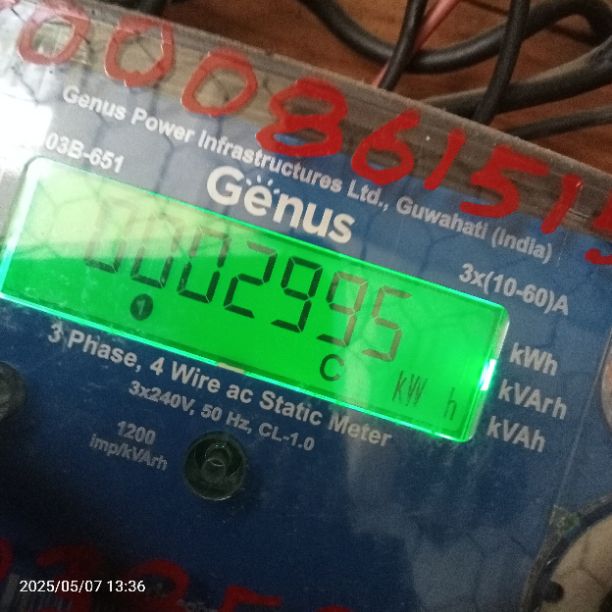 00086151
Genus Power Infrastructures Ltd., Guwahati (India)
03B-651
Genus
3x(10-60)A
0002995
1
C
kW h
kWh
kVArh
kVAh
3 Phase, 4 Wire ac Static Meter
3x240V, 50 Hz, CL-1.0
1200
imp/kVArh
2025/05/07 13:36